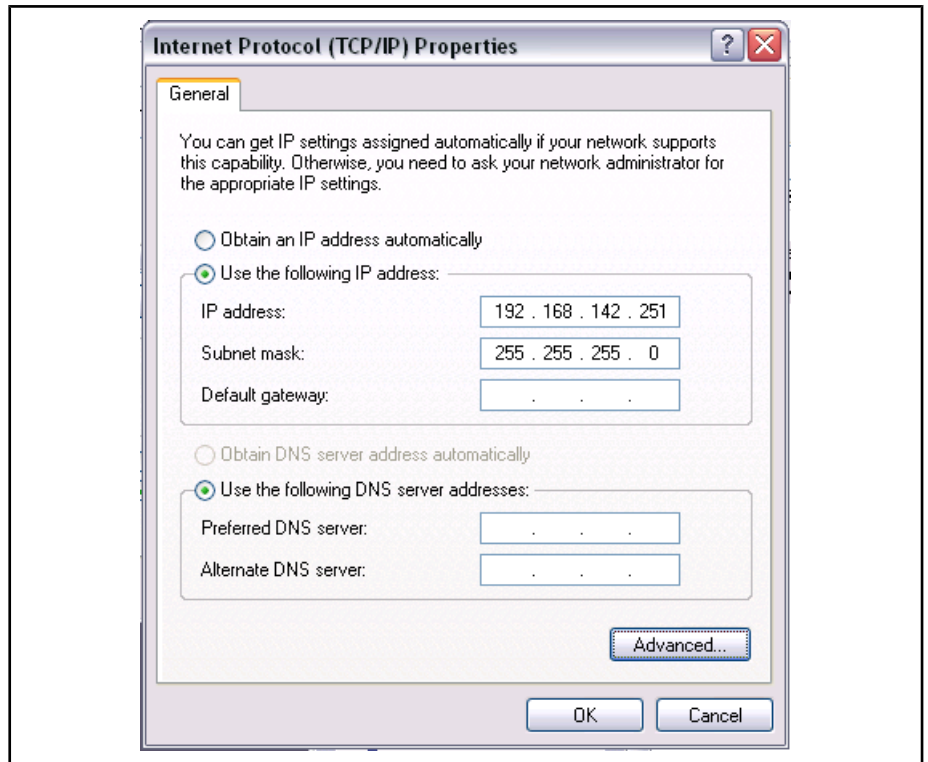 Internet Protocol (TCP/IP) Properties
General
You can get IP settings assigned automatically if your network supports
this capability. Otherwise, you need to ask your network administrator for
the appropriate IP settings.
Obtain an IP address automatically
Use the following IP address:
IP address: 192 . 168 . 142 . 251
Subnet mask: 255 . 255 . 255 . 0
Default gateway: . . .
Obtain DNS server address automatically
Use the following DNS server addresses:
Preferred DNS server: . . .
Alternate DNS server: . . .
Advanced...
OK Cancel